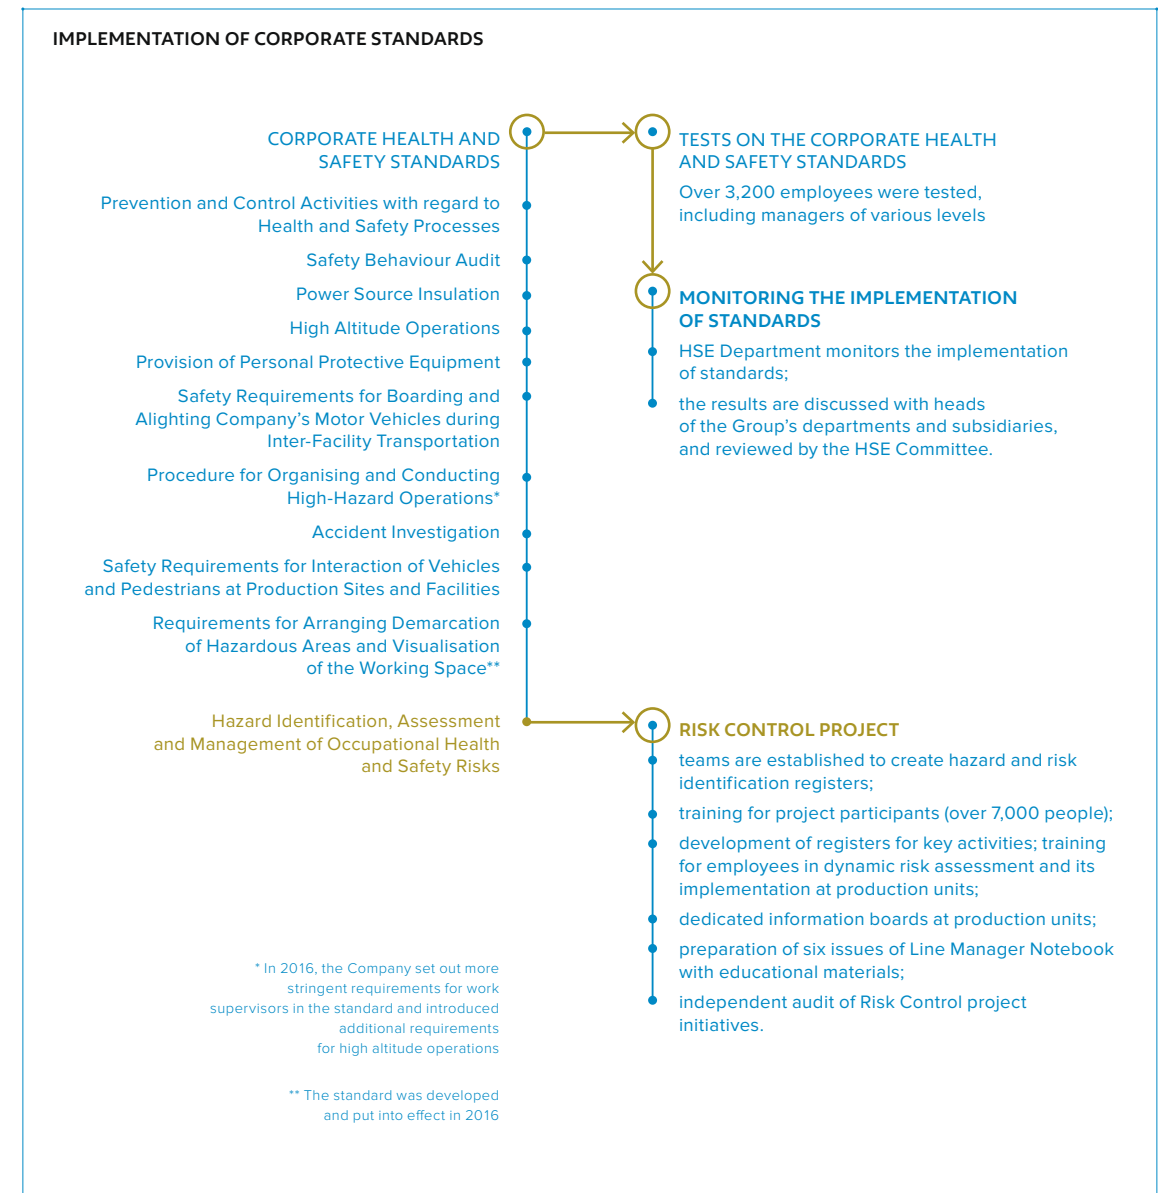 IMPLEMENTATION OF CORPORATE STANDARDS
CORPORATE HEALTH AND
SAFETY STANDARDS
Prevention and Control Activities with regard to
Health and Safety Processes
Safety Behaviour Audit
Power Source Insulation
High Altitude Operations
Provision of Personal Protective Equipment
Safety Requirements for Boarding and
Alighting Company’s Motor Vehicles during
Inter-Facility Transportation
Procedure for Organising and Conducting
High-Hazard Operations*
Accident Investigation
Safety Requirements for Interaction of Vehicles
and Pedestrians at Production Sites and Facilities
Requirements for Arranging Demarcation
of Hazardous Areas and Visualisation
of the Working Space**
Hazard Identification, Assessment
and Management of Occupational Health
and Safety Risks
* In 2016, the Company set out more
stringent requirements for work
supervisors in the standard and introduced
additional requirements
for high altitude operations
** The standard was developed
and put into effect in 2016
TESTS ON THE CORPORATE HEALTH
AND SAFETY STANDARDS
Over 3,200 employees were tested,
including managers of various levels
MONITORING THE IMPLEMENTATION
OF STANDARDS
HSE Department monitors the implementation
of standards;
the results are discussed with heads
of the Group’s departments and subsidiaries,
and reviewed by the HSE Committee.
RISK CONTROL PROJECT
teams are established to create hazard and risk
identification registers;
training for project participants (over 7,000 people);
development of registers for key activities; training
for employees in dynamic risk assessment and its
implementation at production units;
dedicated information boards at production units;
preparation of six issues of Line Manager Notebook
with educational materials;
independent audit of Risk Control project
initiatives.